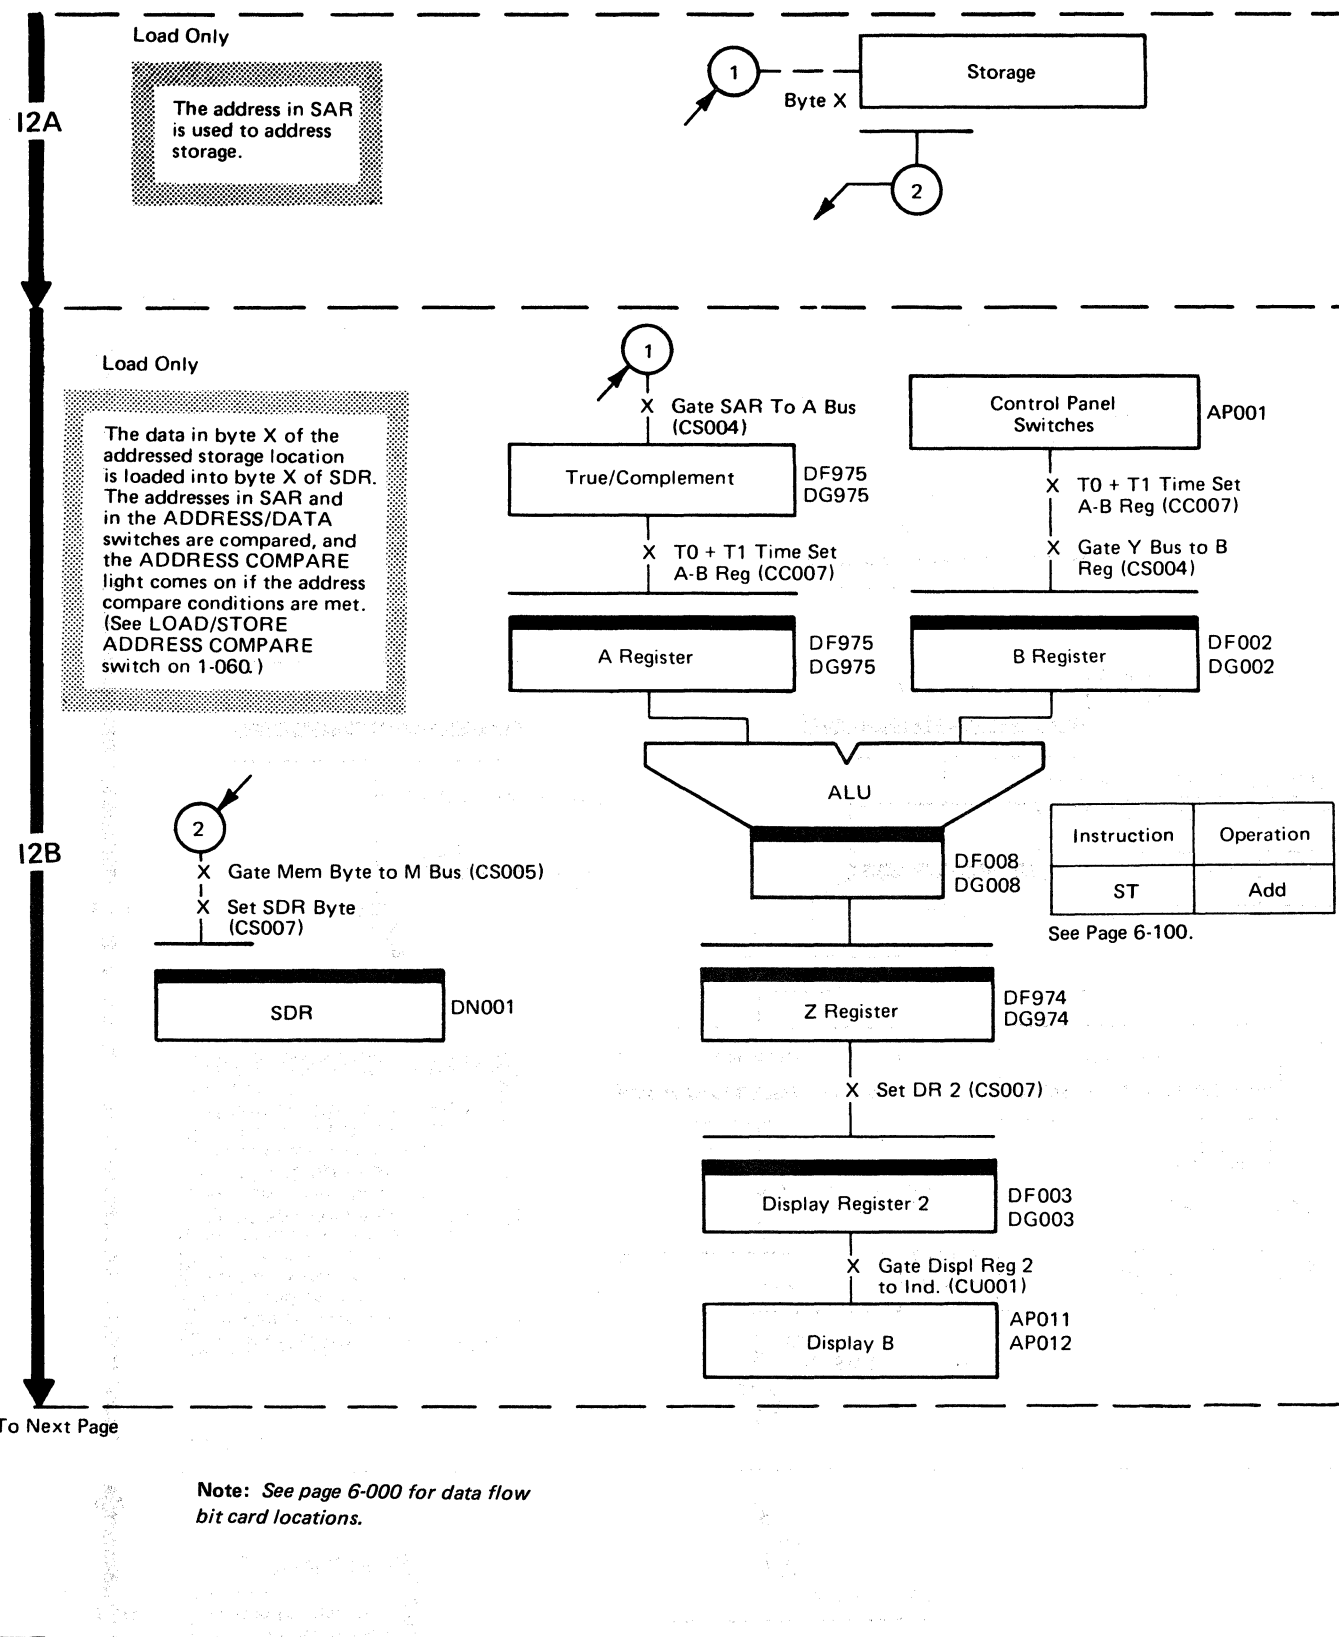 Load Only
I2A
The address in SAR
is used to address
storage.
1
Byte X
Storage
2
Load Only
The data in byte X of the
addressed storage location
is loaded into byte X of SDR.
The addresses in SAR and
in the ADDRESS/DATA
switches are compared, and
the ADDRESS COMPARE
light comes on if the address
compare conditions are met.
(See LOAD/STORE
ADDRESS COMPARE
switch on 1-060.)
1
X Gate SAR To A Bus
(CS004)
True/Complement
DF975
DG975
X T0 + T1 Time Set
A-B Reg (CC007)
A Register
DF975
DG975
Control Panel
Switches
AP001
X T0 + T1 Time Set
A-B Reg (CC007)
X Gate Y Bus to B
Reg (CS004)
B Register
DF002
DG002
ALU
DF008
DG008
Instruction Operation
ST Add
See Page 6-100.
I2B
2
X Gate Mem Byte to M Bus (CS005)
X Set SDR Byte
(CS007)
SDR
DN001
Z Register
DF974
DG974
X Set DR 2 (CS007)
Display Register 2
DF003
DG003
X Gate Displ Reg 2
to Ind. (CU001)
Display B
AP011
AP012
To Next Page
Note: See page 6-000 for data flow
bit card locations.